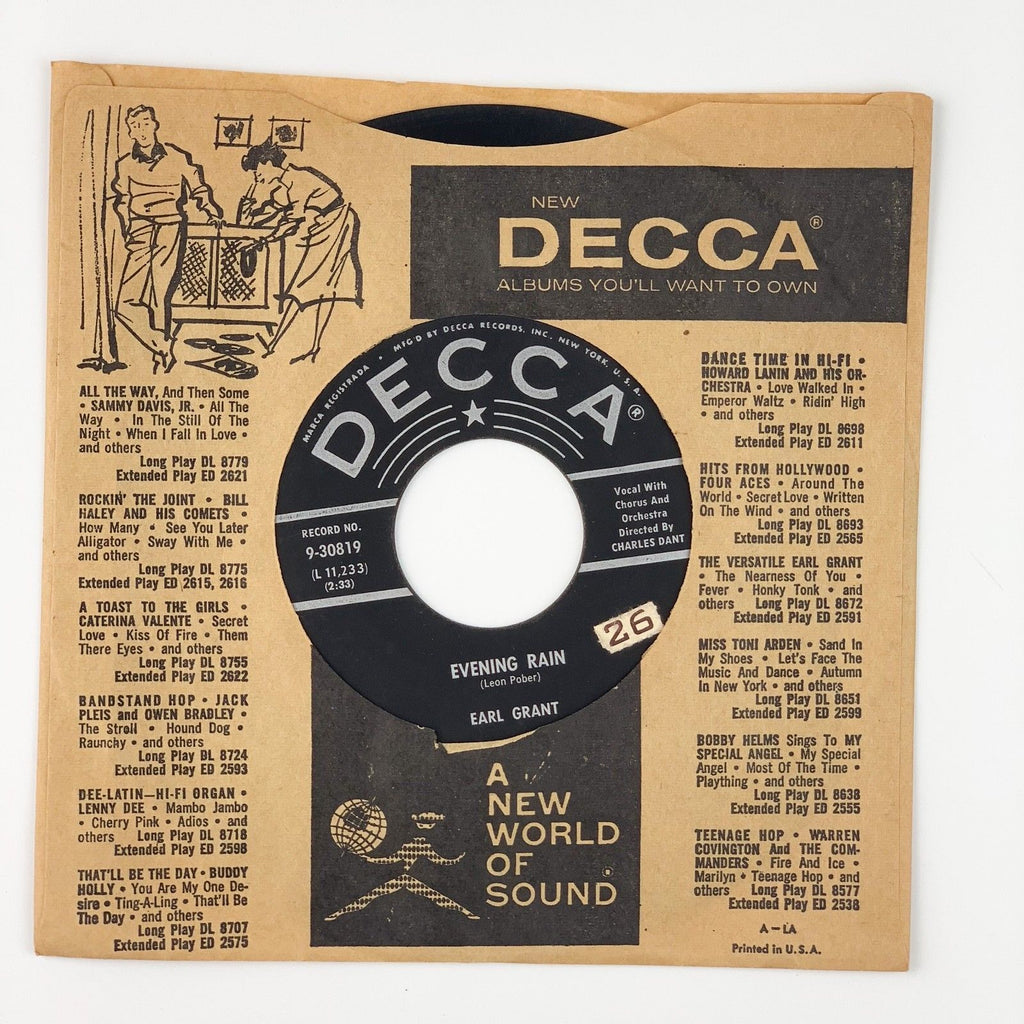 NEW
DECCA®
ALBUMS YOU'LL WANT TO OWN
ALL THE WAY, And Then Some
• SAMMY DAVIS, JR. • All The
Way • In The Still Of The
Night • When I Fall In Love •
and others
Long Play DL 8779
Extended Play ED 2621
ROCKIN' THE JOINT • BILL
HALEY AND HIS COMETS •
How Many • See You Later
Alligator • Sway With Me •
and others
Long Play DL 8775
Extended Play ED 2615, 2616
A TOAST TO THE GIRLS •
CATERINA VALENTE • Secret
Love • Kiss Of Fire • Them
There Eyes • and others
Long Play DL 8755
Extended Play ED 2622
BANDSTAND HOP • JACK
PLEIS and OWEN BRADLEY •
The Stroll • Hound Dog •
Raunchy • and others
Long Play DL 8724
Extended Play ED 2593
DEE-LATIN—HI-FI ORGAN •
LENNY DEE • Mambo Jambo
• Cherry Pink • Adios • and
others Long Play DL 8718
Extended Play ED 2598
THAT'LL BE THE DAY • BUDDY
HOLLY • You Are My One De-
sire • Ting-A-Ling • That'll Be
The Day • and others
Long Play DL 8707
Extended Play ED 2575
MARCA REGISTRADA • MFG'D BY DECCA RECORDS, INC., NEW YORK, U. S. A.
DECCA®
RECORD NO.
9-30819
(L 11,233)
(2:33)
Vocal With
Chorus And
Orchestra
Directed By
CHARLES DANT
26
EVENING RAIN
(Leon Pober)
EARL GRANT
A
NEW
WORLD
OF
SOUND®
DANCE TIME IN HI-FI •
HOWARD LANIN AND HIS OR-
CHESTRA • Love Walked In •
Emperor Waltz • Ridin' High
• and others
Long Play DL 8698
Extended Play ED 2611
HITS FROM HOLLYWOOD •
FOUR ACES • Around The
World • Secret Love • Written
On The Wind • and others
Long Play DL 8693
Extended Play ED 2565
THE VERSATILE EARL GRANT
• The Nearness Of You •
Fever • Honky Tonk • and
others Long Play DL 8672
Extended Play ED 2591
MISS TONI ARDEN • Sand In
My Shoes • Let's Face The
Music And Dance • Autumn
In New York • and others
Long Play DL 8651
Extended Play ED 2599
BOBBY HELMS Sings To MY
SPECIAL ANGEL • My Special
Angel • Most Of The Time •
Plaything • and others
Long Play DL 8638
Extended Play ED 2555
TEENAGE HOP • WARREN
COVINGTON And THE COM-
MANDERS • Fire And Ice •
Marilyn • Teenage Hop • and
others Long Play DL 8577
Extended Play ED 2538
A—LA
Printed in U.S.A.